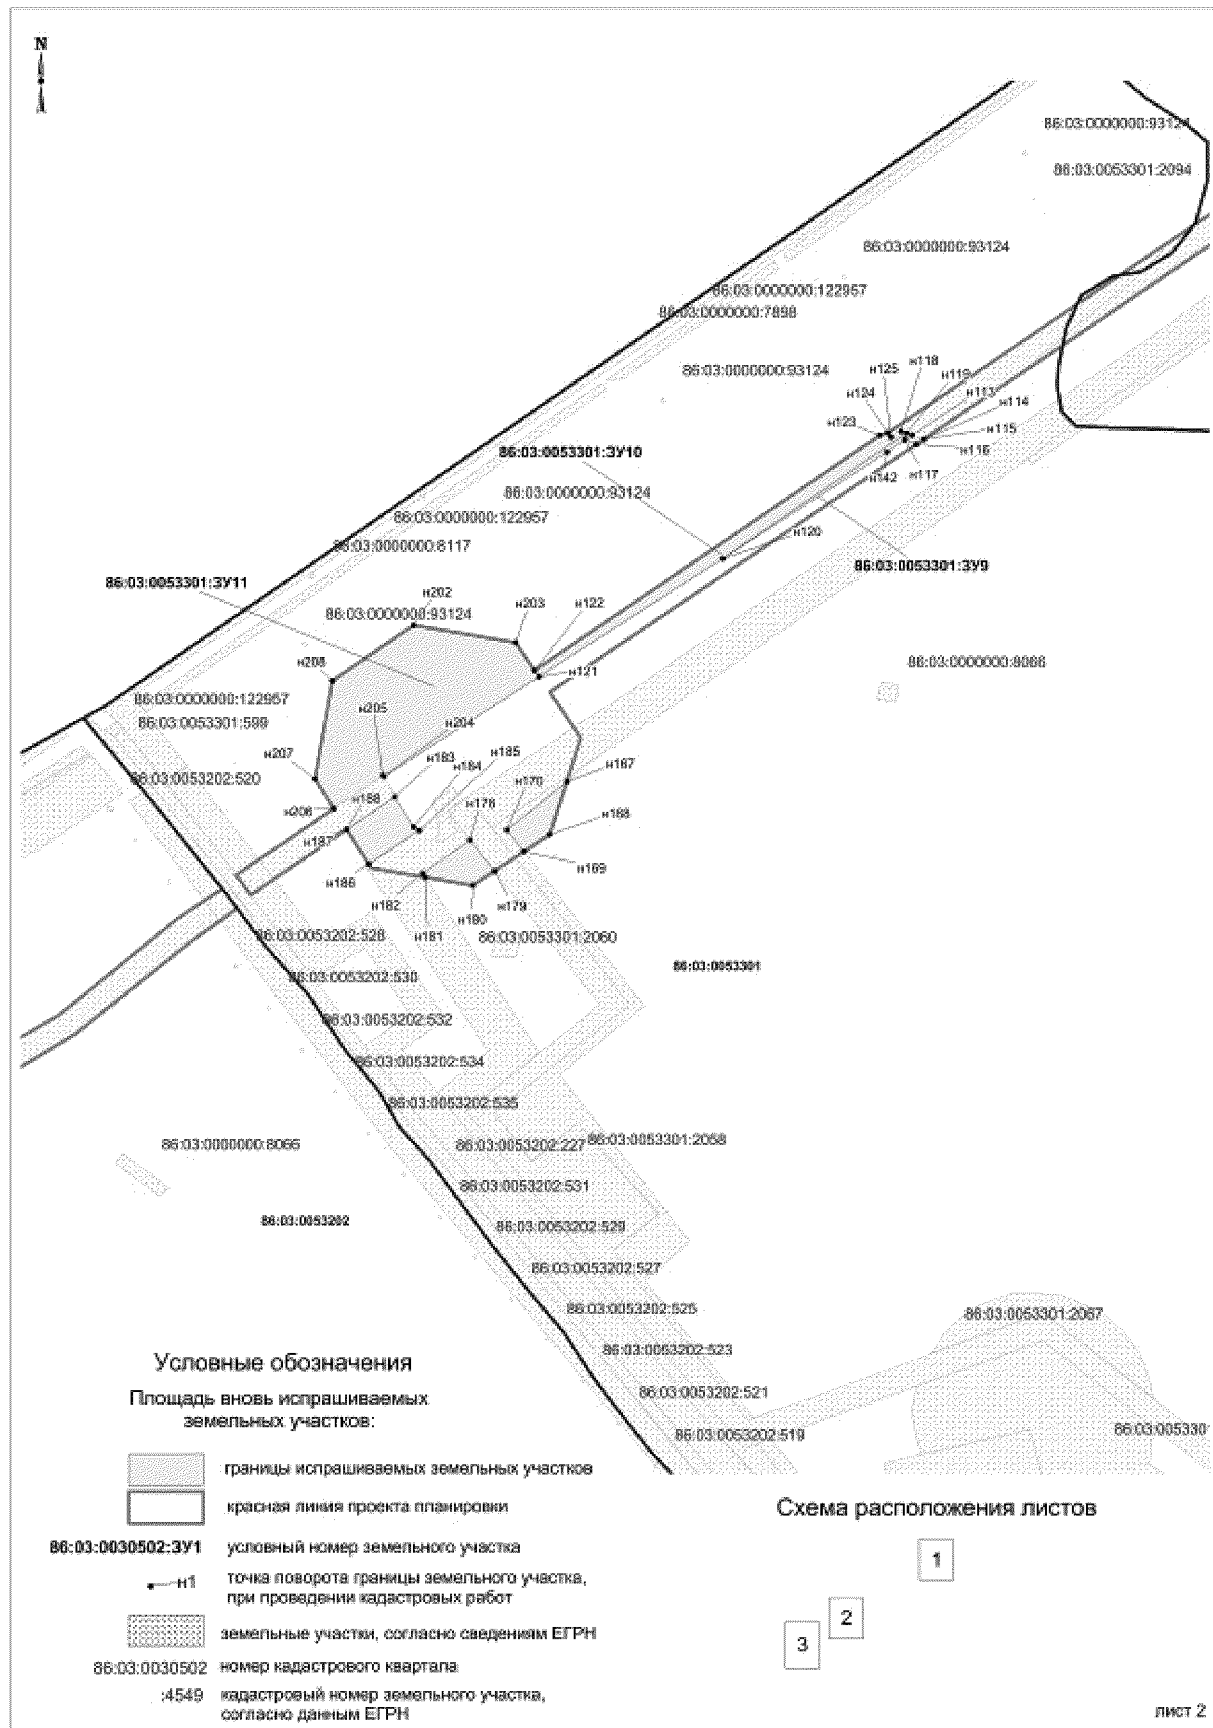 N
86:03:0000000:93124
86:03:0053301:2094
86:03:0000000:93124
86:03:0000000:122957
86:03:0000000:7898
86:03:0000000:93124
н118
н125
н119
н124
н113
н114
н123
н115
н116
н117
н142
86:03:0053301:ЗУ10
86:03:0000000:93124
86:03:0000000:122957
н120
86:03:0000000:8117
86:03:0053301:ЗУ9
86:03:0053301:ЗУ11
н202
н203
н122
86:03:0000000:93124
н208
н121
86:03:0000000:8066
86:03:0000000:122957
н205
н204
86:03:0053301:599
н207
н183
н185
н184
н167
86:03:0053202:520
н170
н206
н188
н178
н168
н187
н169
н186
н179
н182
н180
н181
86:03:0053202:528
86:03:0053301:2060
86:03:0053301
86:03:0053202:530
86:03:0053202:532
86:03:0053202:534
86:03:0053202:535
86:03:0000000:8066
86:03:0053202:227
86:03:0053301:2058
86:03:0053202:531
86:03:0053202
86:03:0053202:529
86:03:0053202:527
86:03:0053202:525
86:03:0053301:2067
86:03:0053202:523
86:03:0053202:521
86:03:0053202:519
86:03:005330
Условные обозначения
Площадь вновь испрашиваемых
земельных участков:
границы испрашиваемых земельных участков
красная линия проекта планировки
86:03:0030502:ЗУ1 условный номер земельного участка
н1 точка поворота границы земельного участка,
при проведении кадастровых работ
земельные участки, согласно сведениям ЕГРН
86:03:0030502 номер кадастрового квартала
:4549 кадастровый номер земельного участка,
согласно данным ЕГРН
Схема расположения листов
1
2
3
лист 2